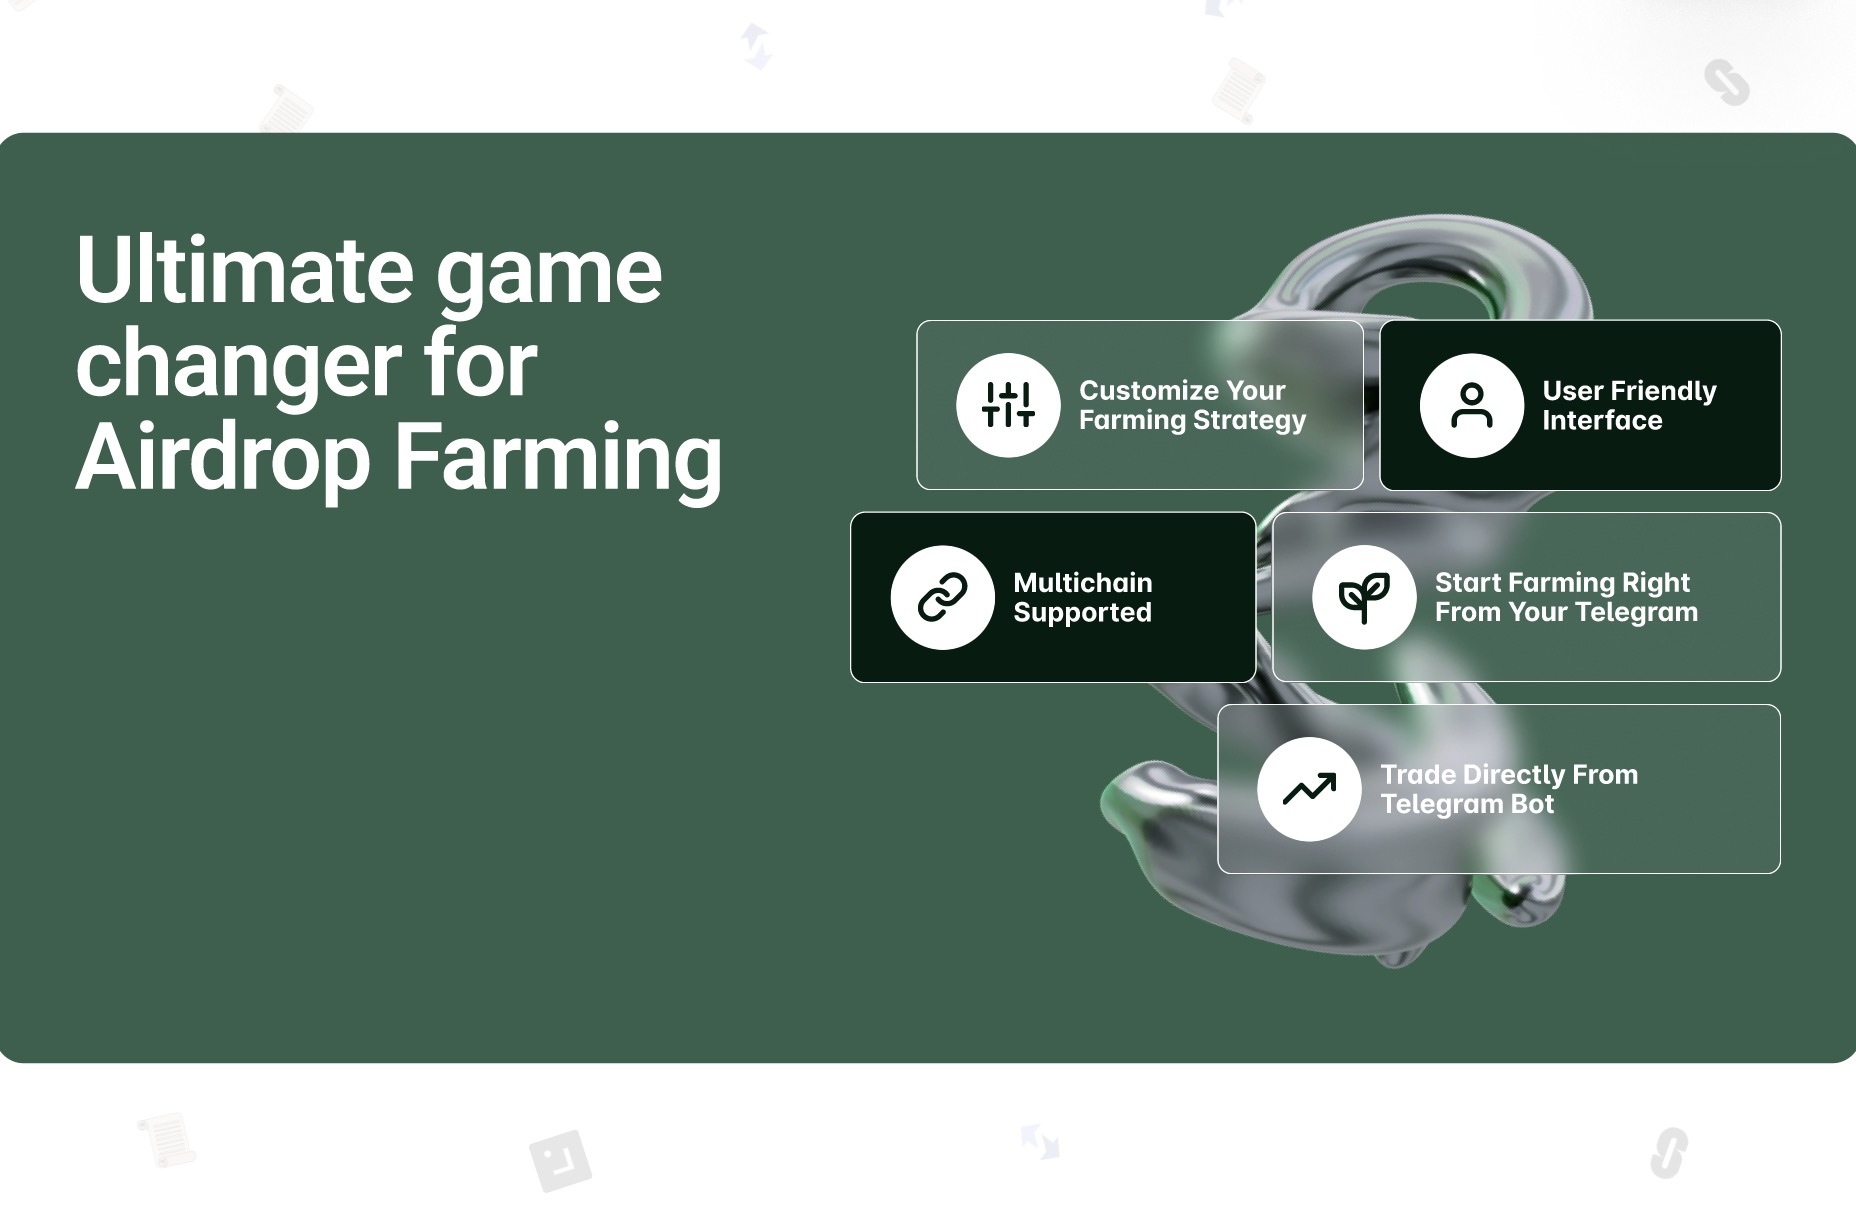 Ultimate game
changer for
Airdrop Farming
Customize Your
Farming Strategy
User Friendly
Interface
Multichain
Supported
Start Farming Right
From Your Telegram
Trade Directly From
Telegram Bot